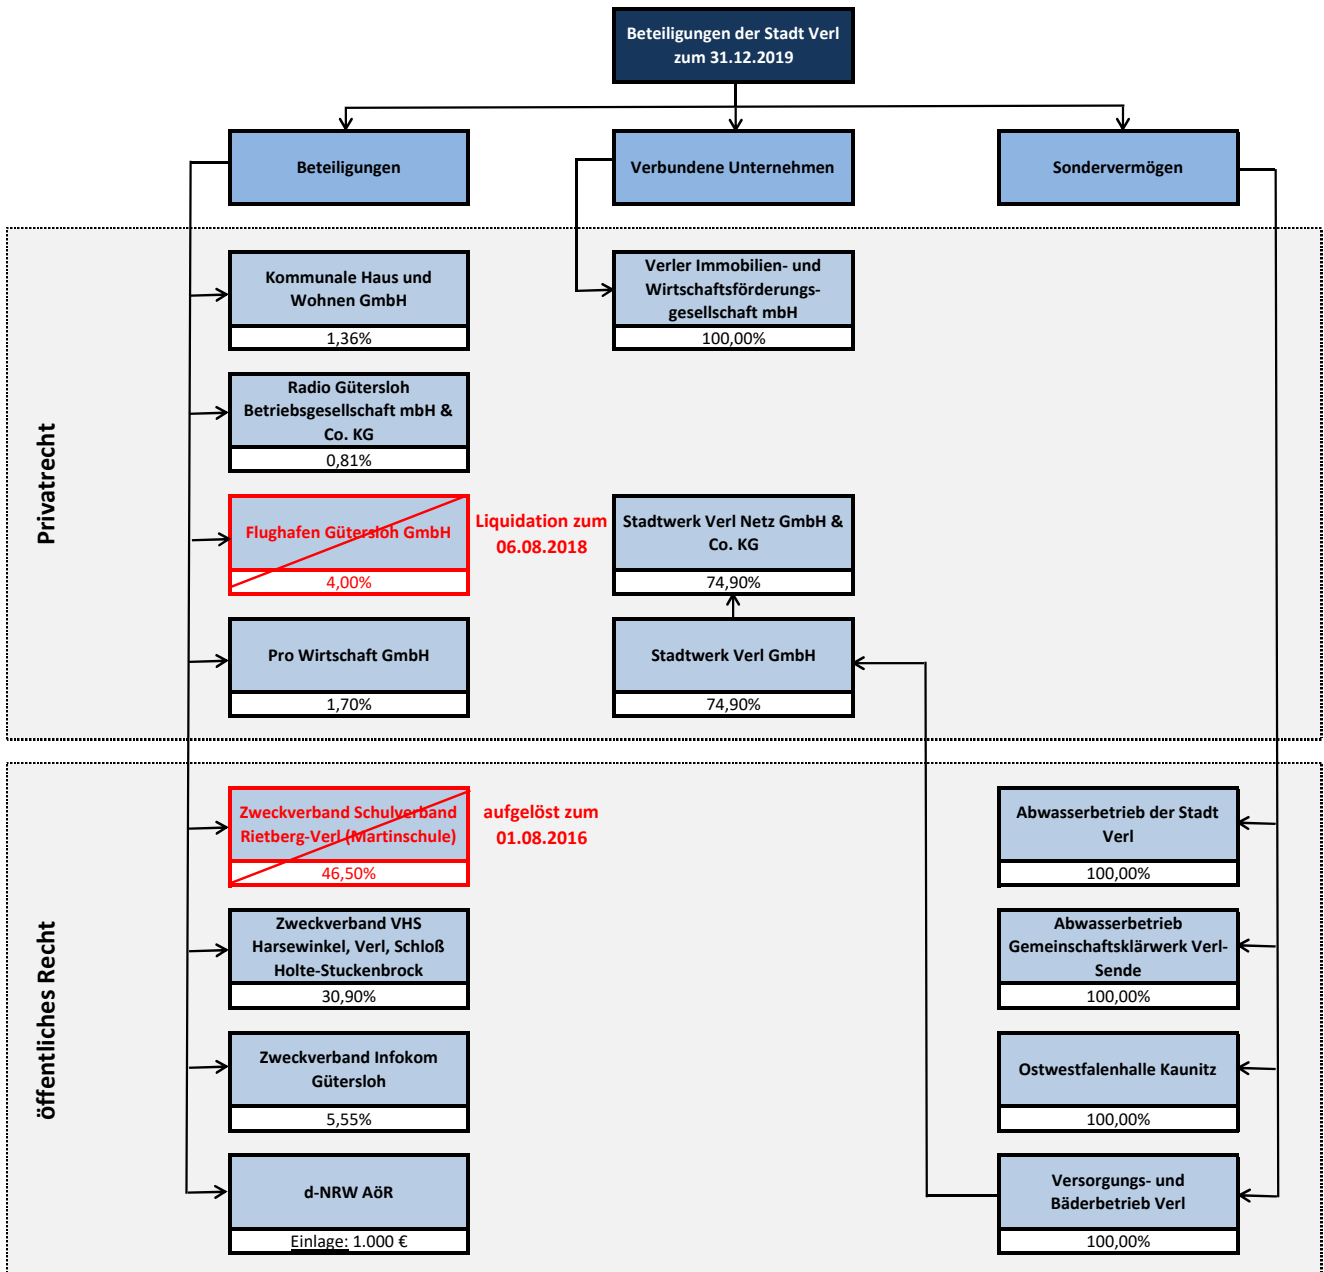 Beteiligungen der Stadt Verl
zum 31.12.2019
Beteiligungen
Verbundene Unternehmen
Sondervermögen
Privatrecht
Kommunale Haus und
Wohnen GmbH
1,36%
Verler Immobilien- und
Wirtschaftsförderungs-
gesellschaft mbH
100,00%
Radio Gütersloh
Betriebsgesellschaft mbH &
Co. KG
0,81%
Flughafen Gütersloh GmbH
4,00%
Liquidation zum
06.08.2018
Stadtwerk Verl Netz GmbH &
Co. KG
74,90%
Pro Wirtschaft GmbH
1,70%
Stadtwerk Verl GmbH
74,90%
öffentliches Recht
Zweckverband Schulverband
Rietberg-Verl (Martinschule)
46,50%
aufgelöst zum
01.08.2016
Abwasserbetrieb der Stadt
Verl
100,00%
Zweckverband VHS
Harsewinkel, Verl, Schloß
Holte-Stuckenbrock
30,90%
Abwasserbetrieb
Gemeinschaftsklärwerk Verl-
Sende
100,00%
Zweckverband Infokom
Gütersloh
5,55%
Ostwestfalenhalle Kaunitz
100,00%
d-NRW AöR
Einlage: 1.000 €
Versorgungs- und
Bäderbetrieb Verl
100,00%